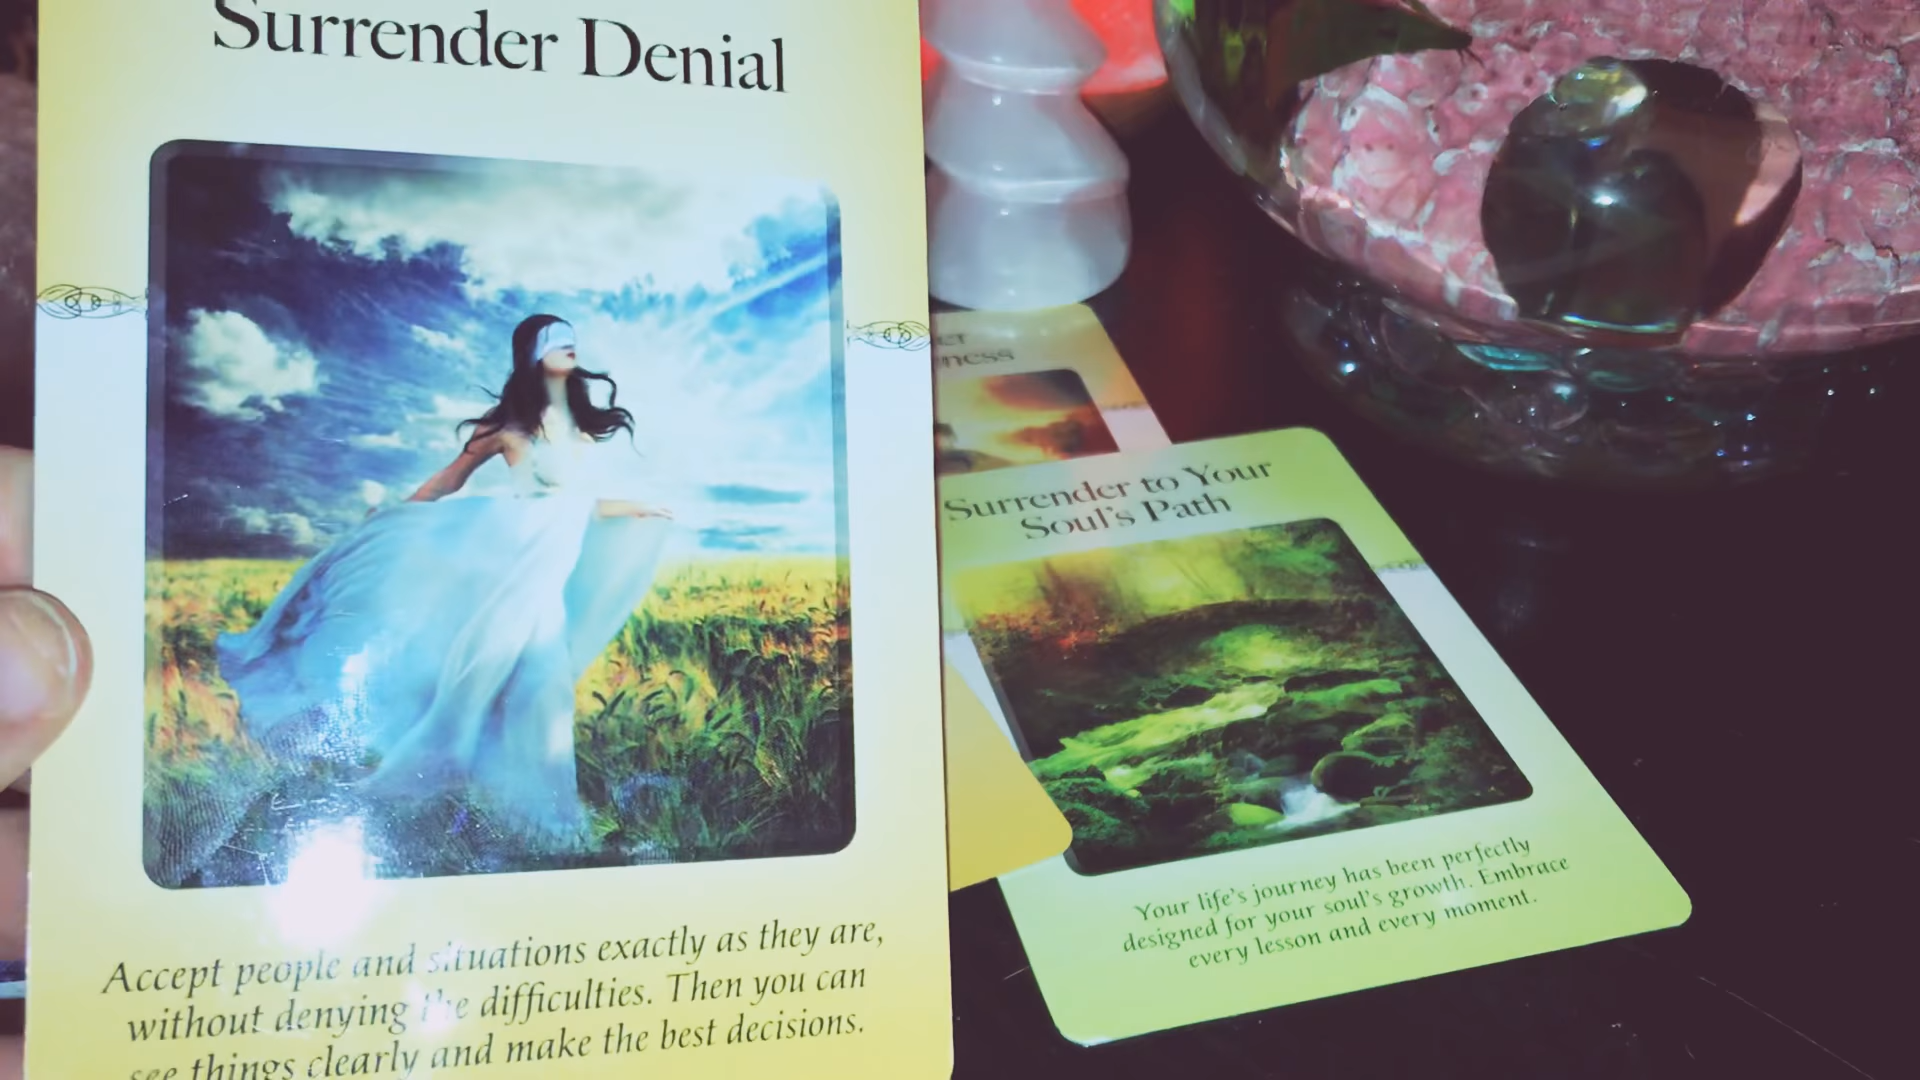 Surrender Denial
Accept people and situations exactly as they are,
without denying the difficulties. Then you can
see things clearly and make the best decisions.
Surrender to Your
Soul's Path
Your life's journey has been perfectly
designed for your soul's growth. Embrace
every lesson and every moment.